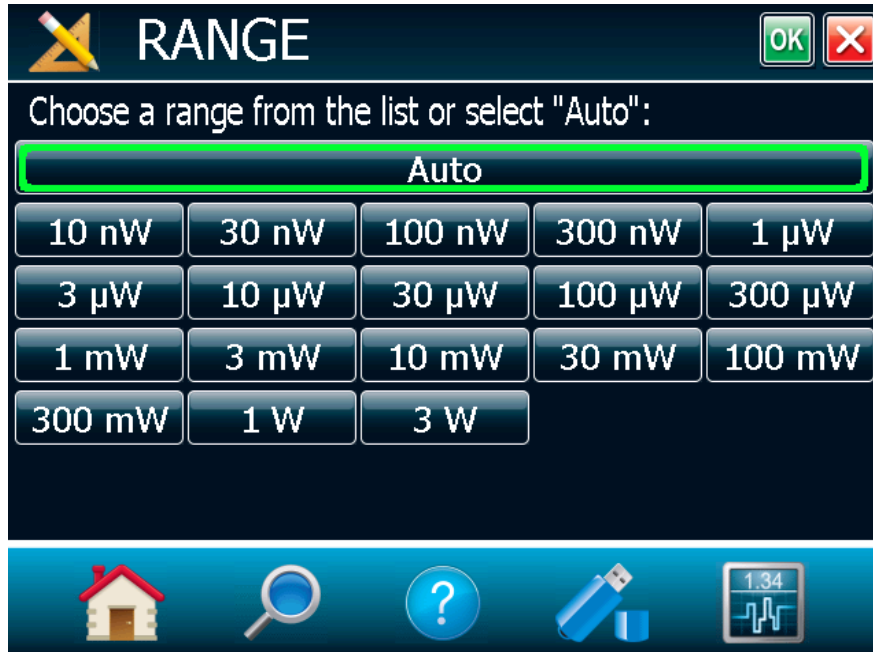 RANGE
OK
Choose a range from the list or select "Auto":
Auto
10 nW 30 nW 100 nW 300 nW 1 µW
3 µW 10 µW 30 µW 100 µW 300 µW
1 mW 3 mW 10 mW 30 mW 100 mW
300 mW 1 W 3 W
?
1.34